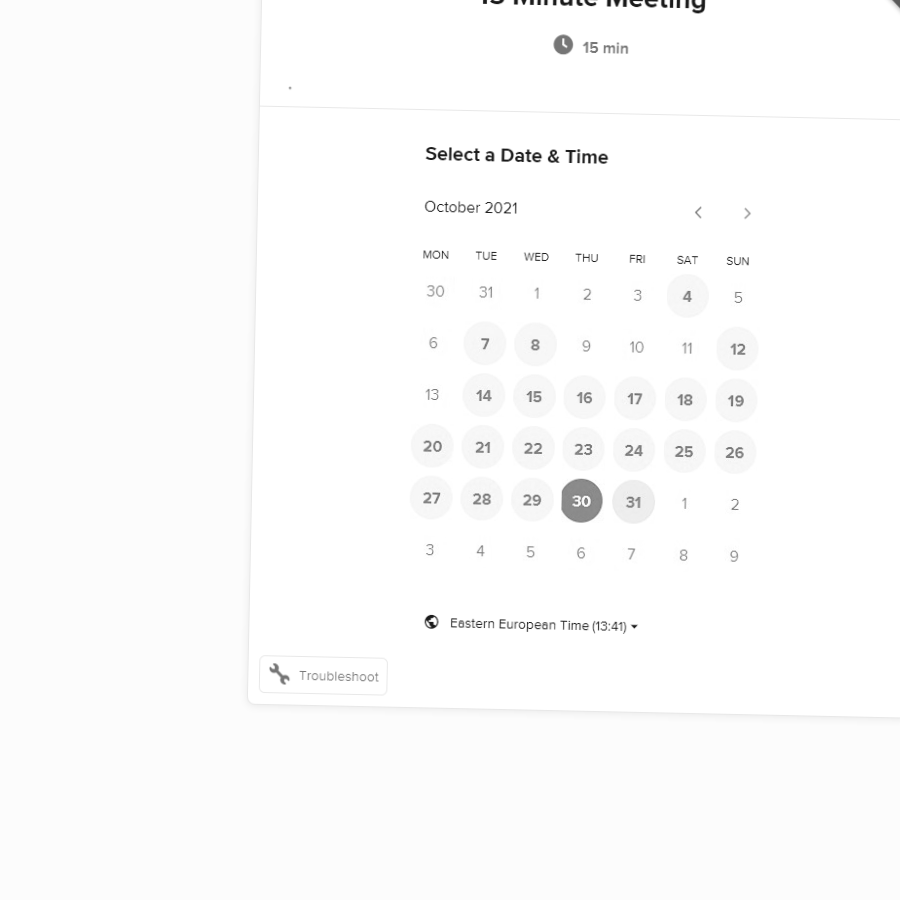 15 Minute Meeting
15 min
Select a Date & Time
October 2021
MON TUE WED THU FRI SAT SUN
30 31 1 2 3 4 5
6 7 8 9 10 11 12
13 14 15 16 17 18 19
20 21 22 23 24 25 26
27 28 29 30 31 1 2
3 4 5 6 7 8 9
Eastern European Time (13:41)
Troubleshoot